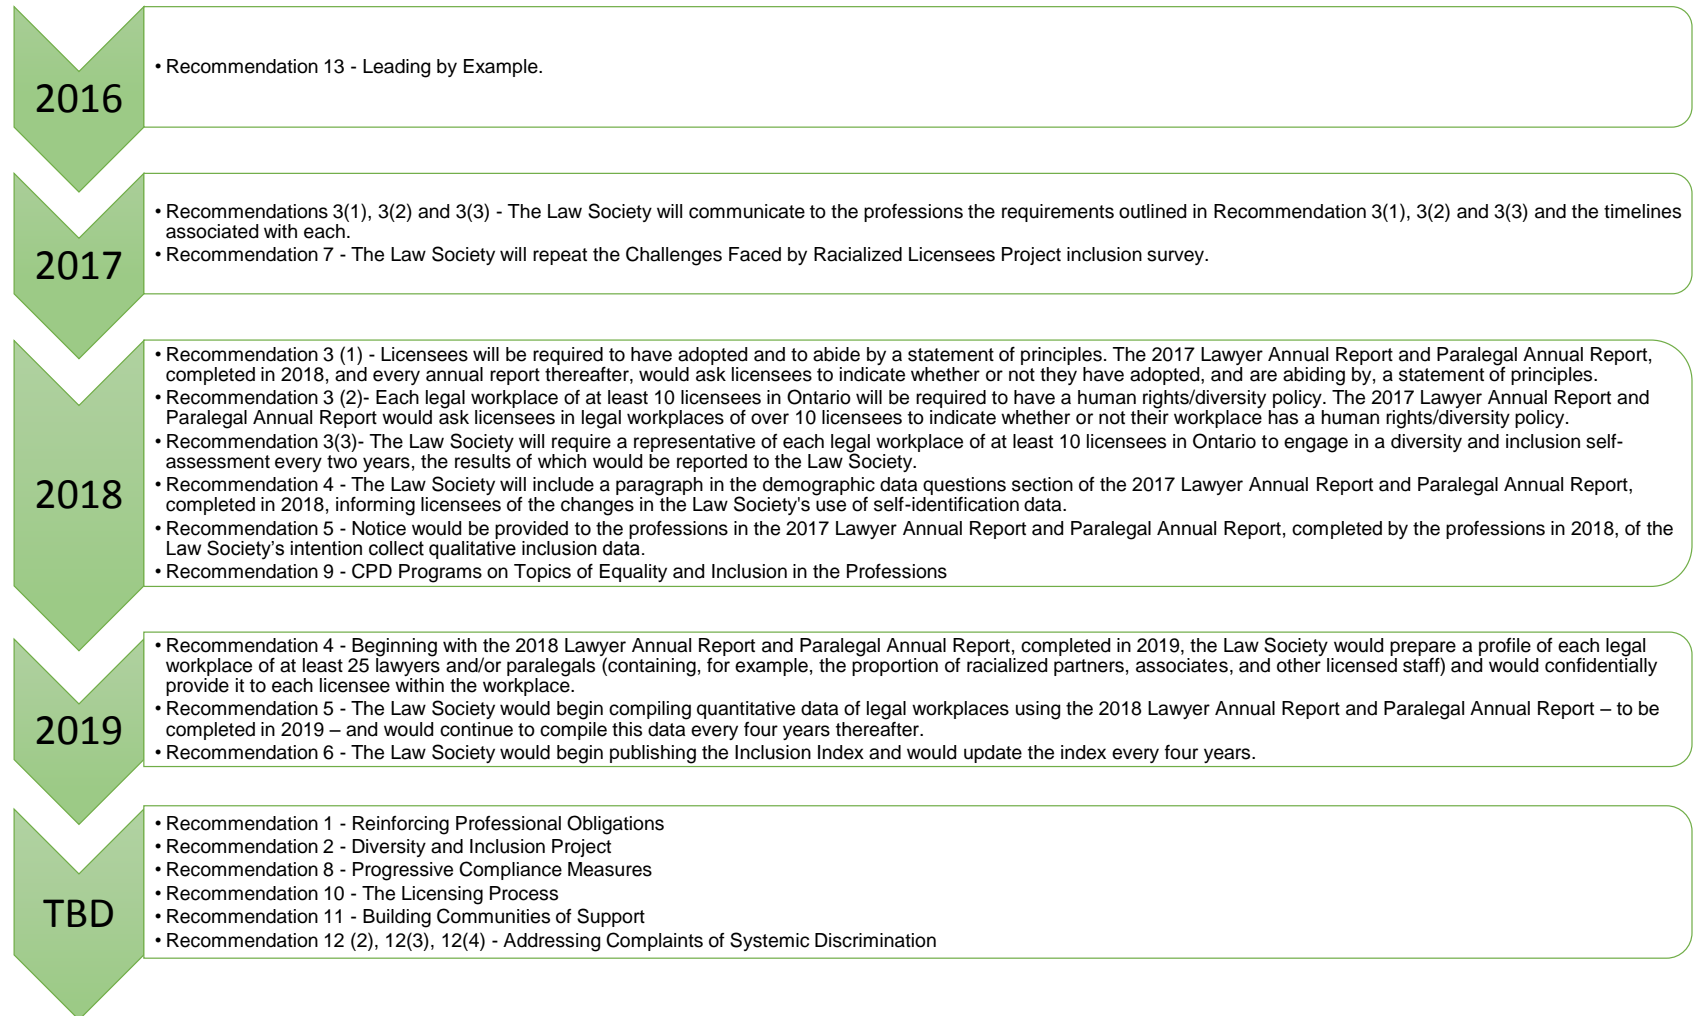 2016
• Recommendation 13 - Leading by Example.
2017
• Recommendations 3(1), 3(2) and 3(3) - The Law Society will communicate to the professions the requirements outlined in Recommendation 3(1), 3(2) and 3(3) and the timelines
associated with each.
• Recommendation 7 - The Law Society will repeat the Challenges Faced by Racialized Licensees Project inclusion survey.
2018
• Recommendation 3 (1) - Licensees will be required to have adopted and to abide by a statement of principles. The 2017 Lawyer Annual Report and Paralegal Annual Report,
completed in 2018, and every annual report thereafter, would ask licensees to indicate whether or not they have adopted, and are abiding by, a statement of principles.
• Recommendation 3 (2)- Each legal workplace of at least 10 licensees in Ontario will be required to have a human rights/diversity policy. The 2017 Lawyer Annual Report and
Paralegal Annual Report would ask licensees in legal workplaces of over 10 licensees to indicate whether or not their workplace has a human rights/diversity policy.
• Recommendation 3(3)- The Law Society will require a representative of each legal workplace of at least 10 licensees in Ontario to engage in a diversity and inclusion self-
assessment every two years, the results of which would be reported to the Law Society.
• Recommendation 4 - The Law Society will include a paragraph in the demographic data questions section of the 2017 Lawyer Annual Report and Paralegal Annual Report,
completed in 2018, informing licensees of the changes in the Law Society's use of self-identification data.
• Recommendation 5 - Notice would be provided to the professions in the 2017 Lawyer Annual Report and Paralegal Annual Report, completed by the professions in 2018, of the
Law Society’s intention collect qualitative inclusion data.
• Recommendation 9 - CPD Programs on Topics of Equality and Inclusion in the Professions
2019
• Recommendation 4 - Beginning with the 2018 Lawyer Annual Report and Paralegal Annual Report, completed in 2019, the Law Society would prepare a profile of each legal
workplace of at least 25 lawyers and/or paralegals (containing, for example, the proportion of racialized partners, associates, and other licensed staff) and would confidentially
provide it to each licensee within the workplace.
• Recommendation 5 - The Law Society would begin compiling quantitative data of legal workplaces using the 2018 Lawyer Annual Report and Paralegal Annual Report – to be
completed in 2019 – and would continue to compile this data every four years thereafter.
• Recommendation 6 - The Law Society would begin publishing the Inclusion Index and would update the index every four years.
TBD
• Recommendation 1 - Reinforcing Professional Obligations
• Recommendation 2 - Diversity and Inclusion Project
• Recommendation 8 - Progressive Compliance Measures
• Recommendation 10 - The Licensing Process
• Recommendation 11 - Building Communities of Support
• Recommendation 12 (2), 12(3), 12(4) - Addressing Complaints of Systemic Discrimination